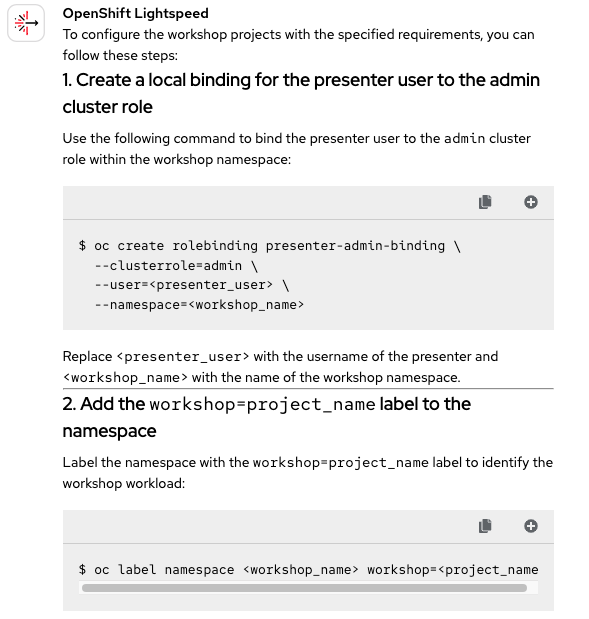 OpenShift Lightspeed
To configure the workshop projects with the specified requirements, you can
follow these steps:
1. Create a local binding for the presenter user to the admin
cluster role
Use the following command to bind the presenter user to the admin cluster
role within the workshop namespace:
$ oc create rolebinding presenter-admin-binding \
--clusterrole=admin \
--user=<presenter_user> \
--namespace=<workshop_name>
Replace <presenter_user> with the username of the presenter and
<workshop_name> with the name of the workshop namespace.
2. Add the workshop=project_name label to the
namespace
Label the namespace with the workshop=project_name label to identify the
workshop workload:
$ oc label namespace <workshop_name> workshop=<project_name